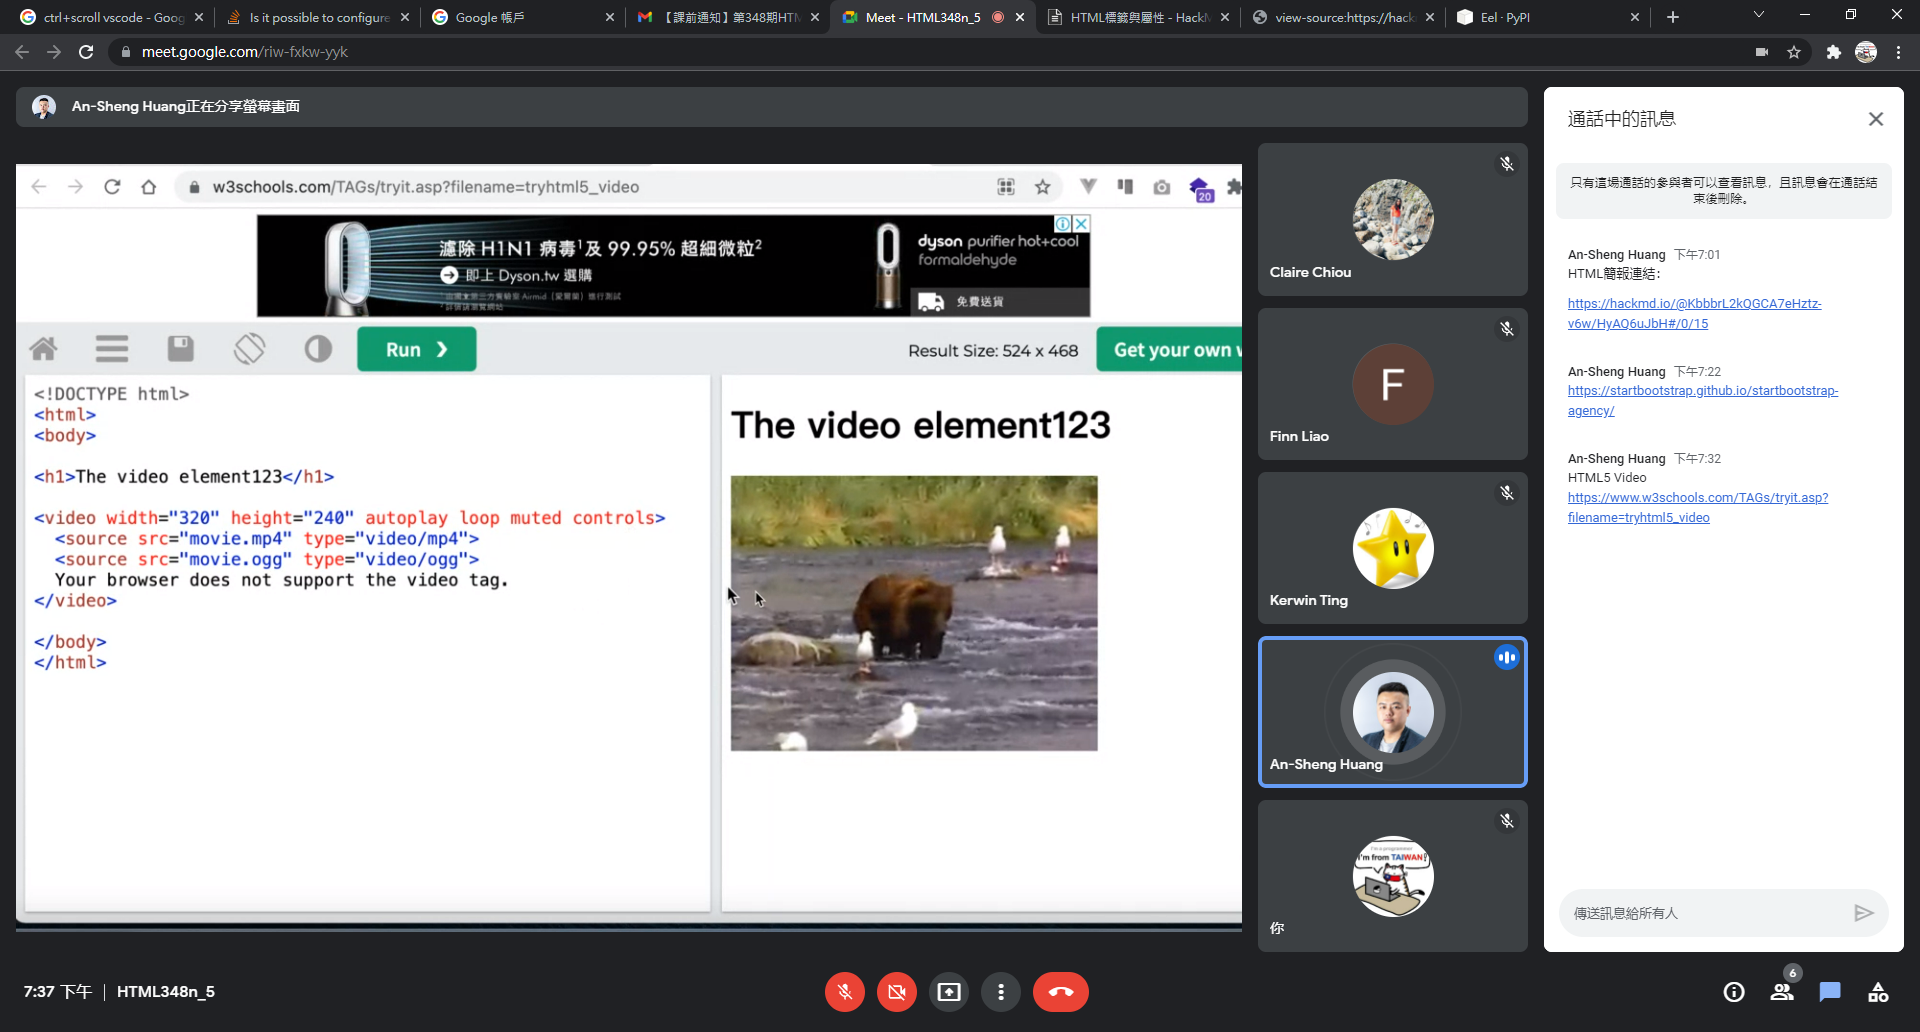 ctrl+scroll vscode - Goog
Is it possible to configure
Google 帳戶
【課前通知】第348期HTM
Meet - HTML348n_5
HTML標籤與屬性 - HackM
view-source:https://hack
Eel · PyPI
meet.google.com/riw-fxkw-yyk
An-Sheng Huang正在分享螢幕畫面
w3schools.com/TAGs/tryit.asp?filename=tryhtml5_video
20
濾除 H1N1 病毒¹及 99.95% 超細微粒²
即上 Dyson.tw 選購
dyson purifier hot+cool
formaldehyde
免費送貨
Run ❯
Result Size: 524 x 468
Get your own w
<!DOCTYPE html>
<html>
<body>
<h1>The video element123</h1>
<video width="320" height="240" autoplay loop muted controls>
<source src="movie.mp4" type="video/mp4">
<source src="movie.ogg" type="video/ogg">
Your browser does not support the video tag.
</video>
</body>
</html>
The video element123
Claire Chiou
F
Finn Liao
Kerwin Ting
An-Sheng Huang
I'm a programmer
I'm from TAIWAN!
你
通話中的訊息
只有這場通話的參與者可以查看訊息，且訊息會在通話結
束後刪除。
An-Sheng Huang 下午7:01
HTML簡報連結：
https://hackmd.io/@KbbbrL2kQGCA7eHztz-
v6w/HyAQ6uJbH#/0/15
An-Sheng Huang 下午7:22
https://startbootstrap.github.io/startbootstrap-
agency/
An-Sheng Huang 下午7:32
HTML5 Video
https://www.w3schools.com/TAGs/tryit.asp?
filename=tryhtml5_video
傳送訊息給所有人
7:37 下午 | HTML348n_5
6